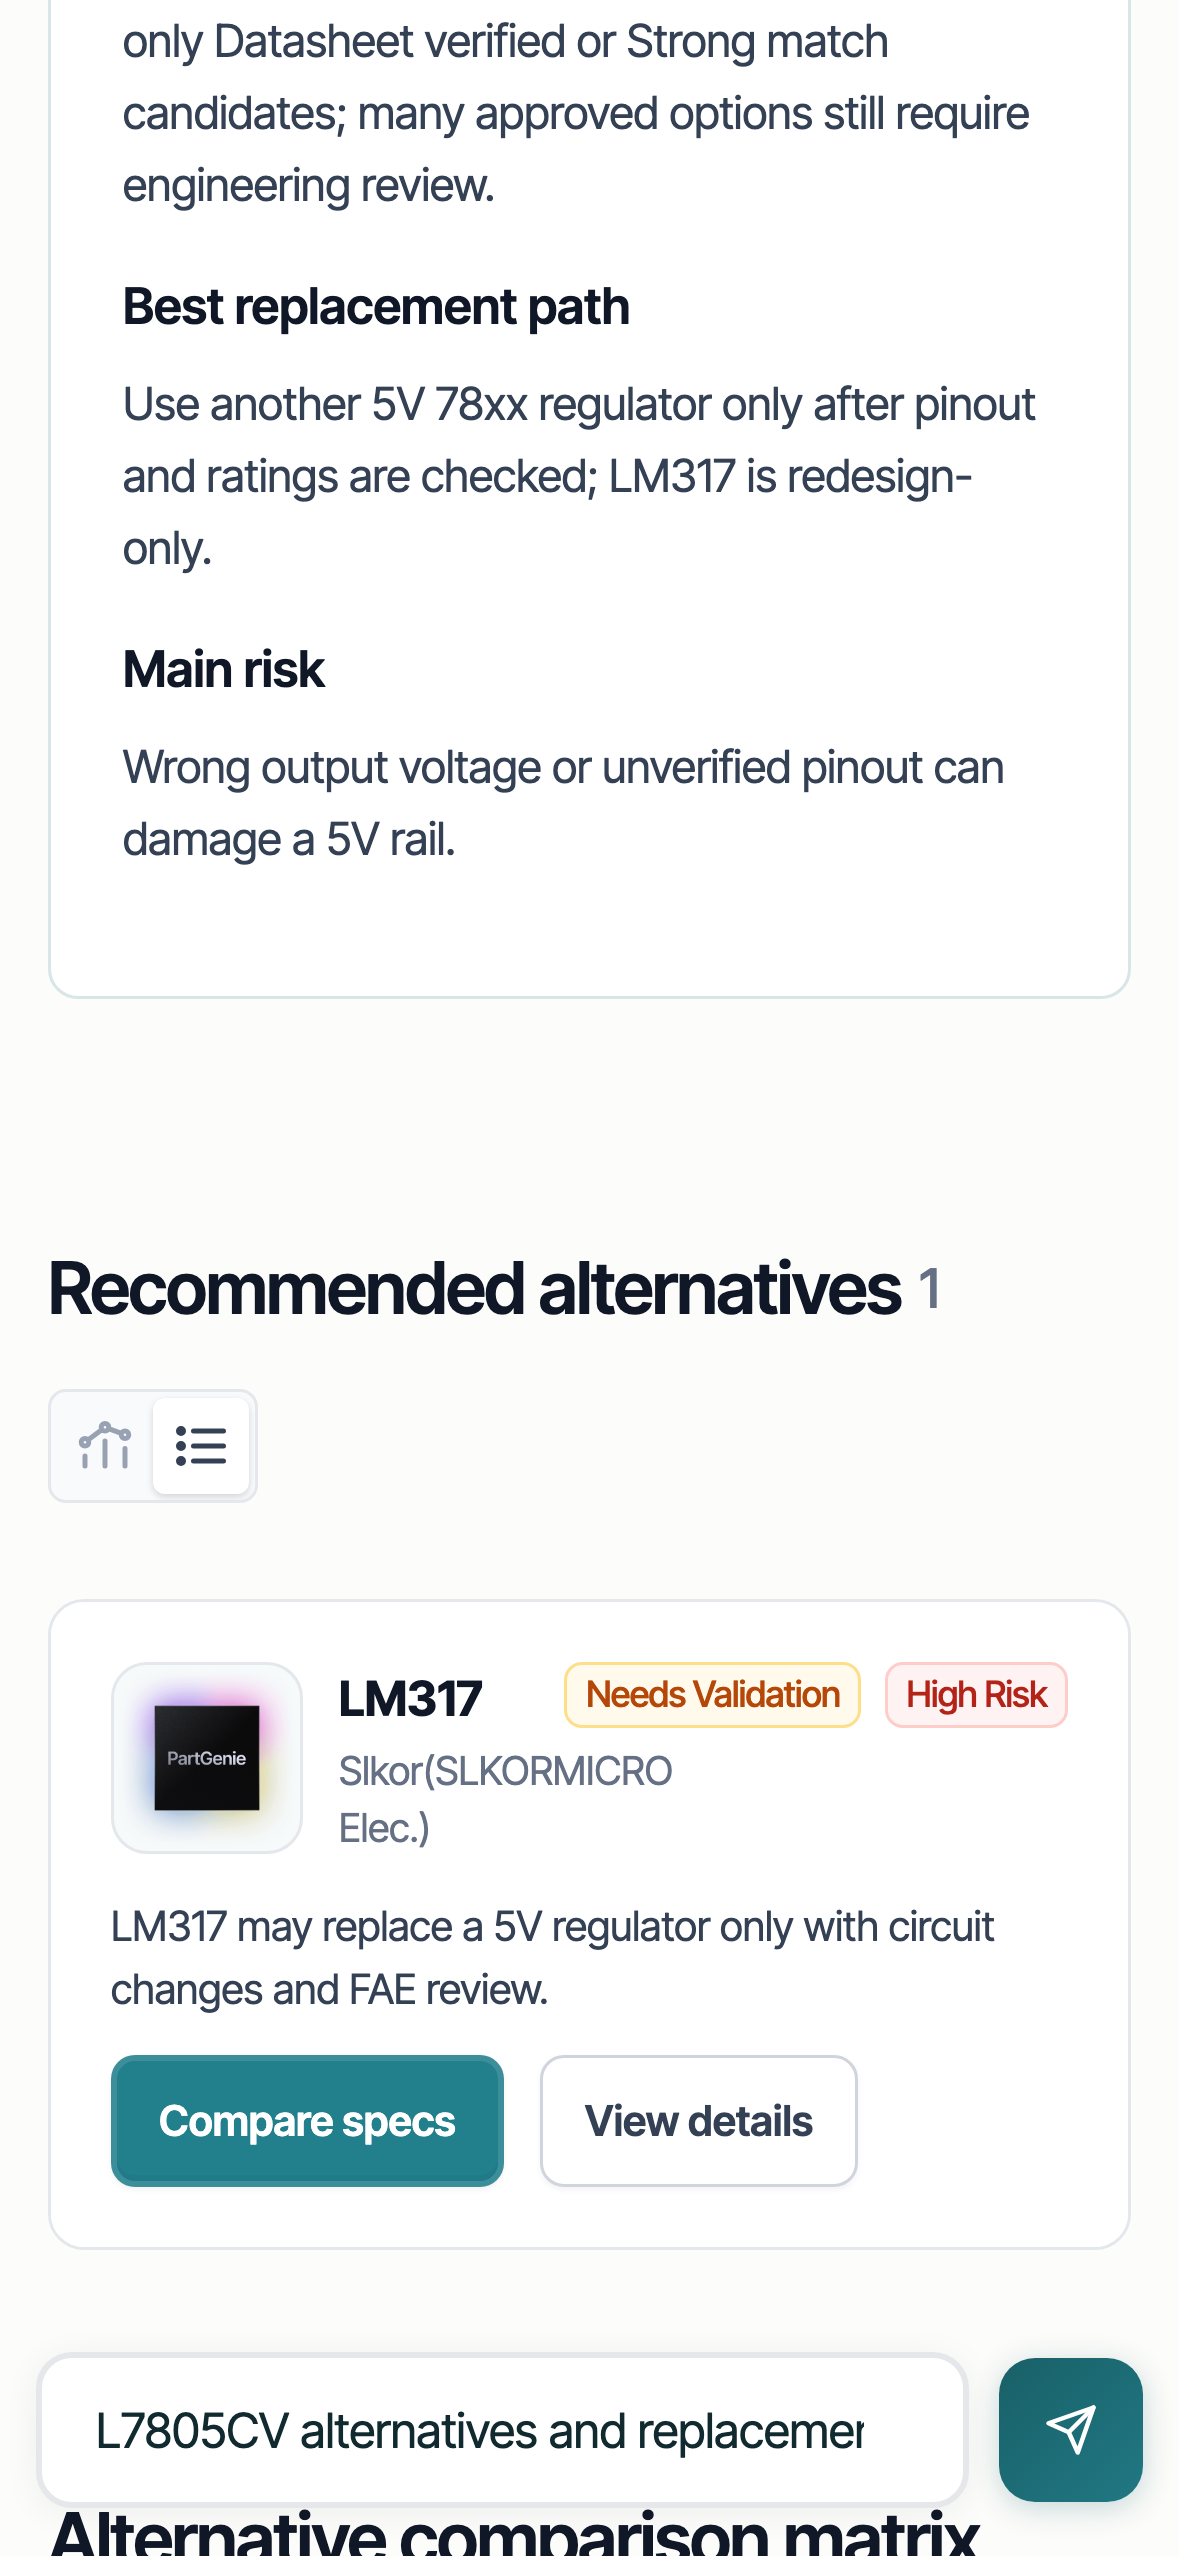 only Datasheet verified or Strong match
candidates; many approved options still require
engineering review.
Best replacement path
Use another 5V 78xx regulator only after pinout
and ratings are checked; LM317 is redesign-
only.
Main risk
Wrong output voltage or unverified pinout can
damage a 5V rail.
Recommended alternatives 1
LM317 Needs Validation High Risk
PartGenie
Slkor(SLKORMICRO
Elec.)
LM317 may replace a 5V regulator only with circuit
changes and FAE review.
Compare specs View details
L7805CV alternatives and replacemer
Alternative comparison matrix